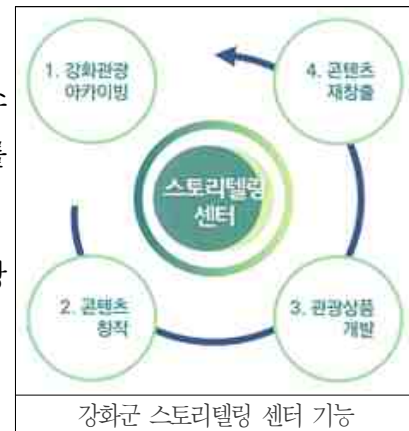 1. 강화관광
아카이빙
4. 콘텐츠
재창출
스토리텔링
센터
2. 콘텐츠
창작
3. 관광상품
개발
강화군 스토리텔링 센터 기능